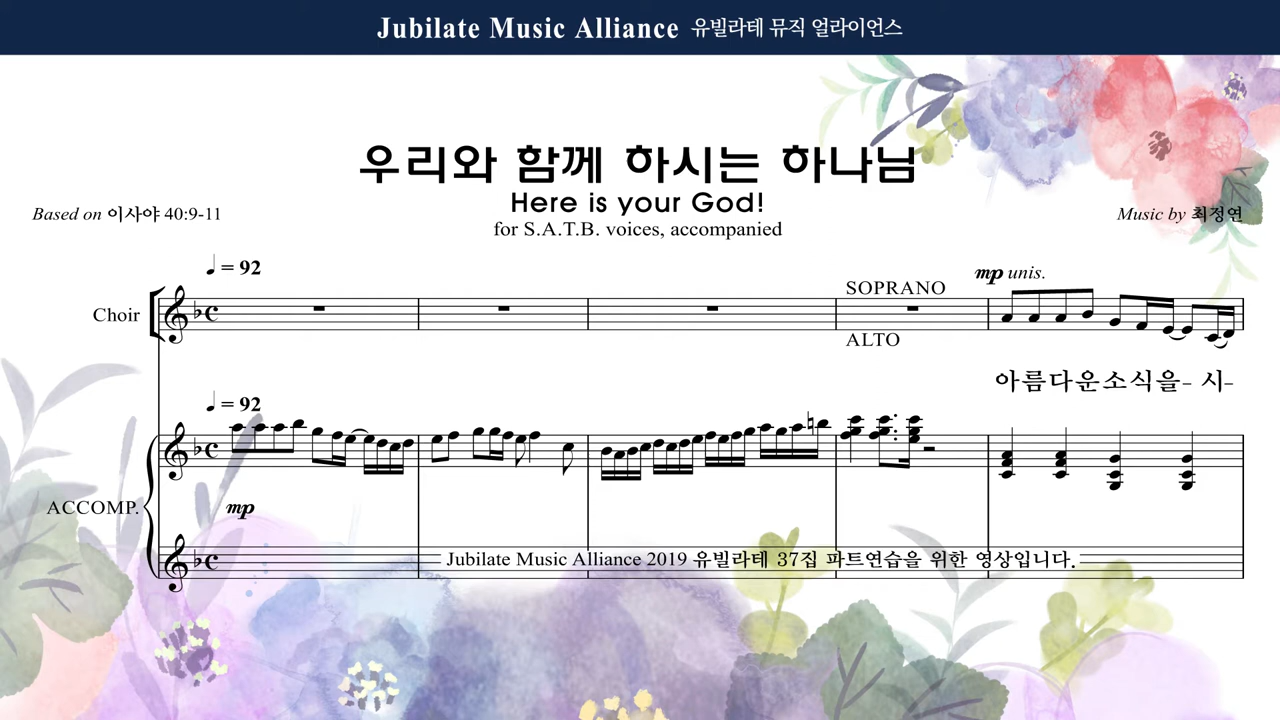 Jubilate Music Alliance 유빌라테 뮤직 얼라이언스
우리와 함께 하시는 하나님
Here is your God!
for S.A.T.B. voices, accompanied
Based on 이사야 40:9-11
Music by 최정연
♩ = 92
mp unis.
SOPRANO
Choir
ALTO
아름다운소식을- 시-
♩ = 92
ACCOMP.
mp
Jubilate Music Alliance 2019 유빌라테 37집 파트연습을 위한 영상입니다.